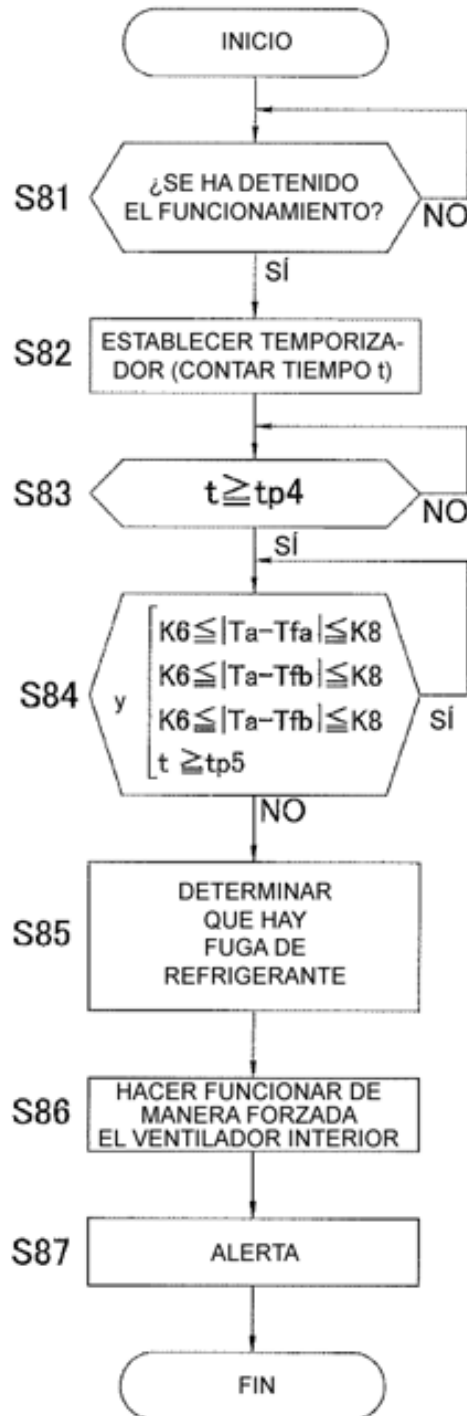 INICIO
S81
¿SE HA DETENIDO
EL FUNCIONAMIENTO?
NO
SÍ
S82
ESTABLECER TEMPORIZA-
DOR (CONTAR TIEMPO t)
S83
t≧tp4
NO
SÍ
S84
y
K6≦|Ta-Tfa|≦K8
K6≦|Ta-Tfb|≦K8
K6≦|Ta-Tfb|≦K8
t ≧tp5
SÍ
NO
S85
DETERMINAR
QUE HAY
FUGA DE
REFRIGERANTE
S86
HACER FUNCIONAR DE
MANERA FORZADA
EL VENTILADOR INTERIOR
S87
ALERTA
FIN